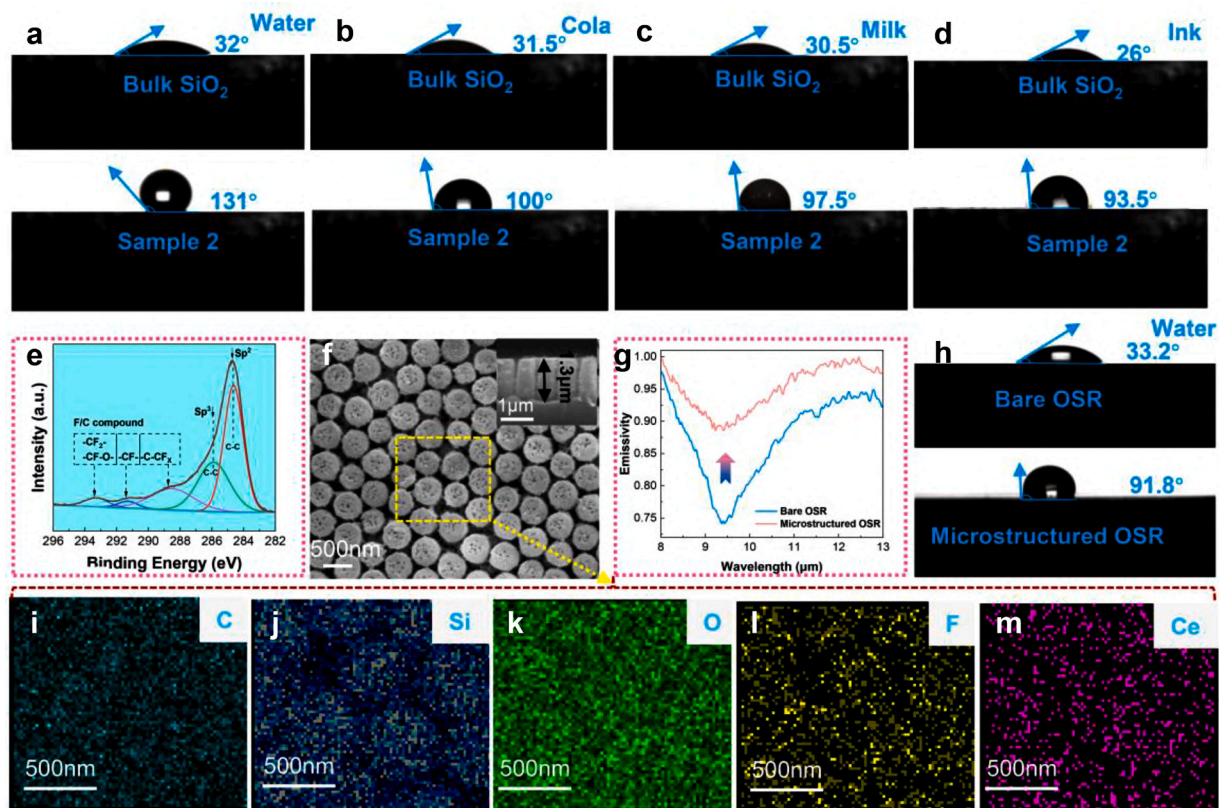 a
Water
32°
Bulk SiO₂
131°
Sample 2
b
Cola
31.5°
Bulk SiO₂
100°
Sample 2
c
Milk
30.5°
Bulk SiO₂
97.5°
Sample 2
d
Ink
26°
Bulk SiO₂
93.5°
Sample 2
e
Sp²
Sp³
F/C compound
-CF₂-
-CF-O-
-CF-
-C-CFₓ
C-C
C-C
Intensity (a.u.)
296 294 292 290 288 286 284 282
Binding Energy (eV)
f
1.3μm
1μm
500nm
g
1.00
0.95
0.90
0.85
0.80
0.75
Emissivity
Bare OSR
Microstructured OSR
8 9 10 11 12 13
Wavelength (μm)
h
Water
33.2°
Bare OSR
91.8°
Microstructured OSR
i
C
500nm
j
Si
500nm
k
O
500nm
l
F
500nm
m
Ce
500nm